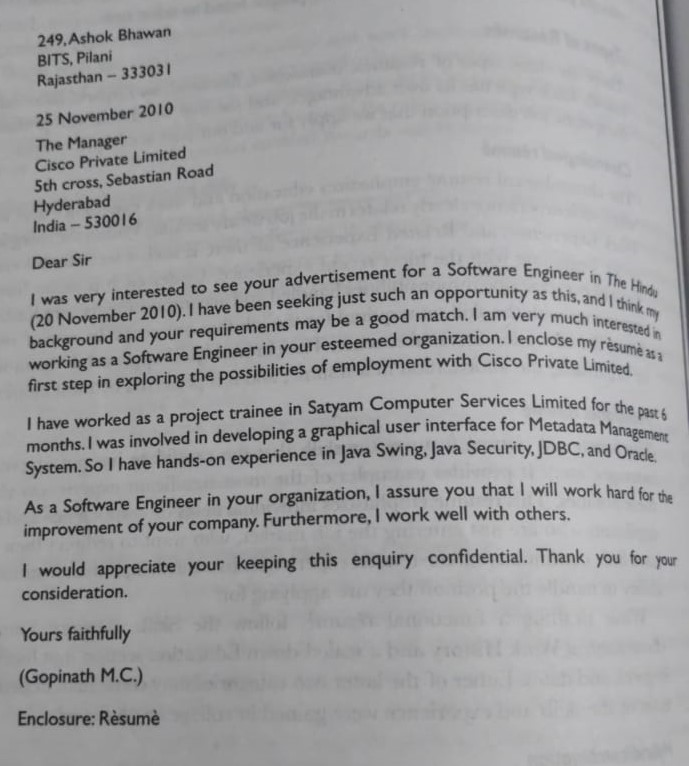 249, Ashok Bhawan
BITS, Pilani
Rajasthan – 333031
25 November 2010
The Manager
Cisco Private Limited
5th cross, Sebastian Road
Hyderabad
India – 530016
Dear Sir
I was very interested to see your advertisement for a Software Engineer in The Hindu
(20 November 2010). I have been seeking just such an opportunity as this, and I think my
background and your requirements may be a good match. I am very much interested in
working as a Software Engineer in your esteemed organization. I enclose my rèsumè as a
first step in exploring the possibilities of employment with Cisco Private Limited.
I have worked as a project trainee in Satyam Computer Services Limited for the past 6
months. I was involved in developing a graphical user interface for Metadata Management
System. So I have hands-on experience in Java Swing, Java Security, JDBC, and Oracle.
As a Software Engineer in your organization, I assure you that I will work hard for the
improvement of your company. Furthermore, I work well with others.
I would appreciate your keeping this enquiry confidential. Thank you for your
consideration.
Yours faithfully
(Gopinath M.C.)
Enclosure: Rèsumè